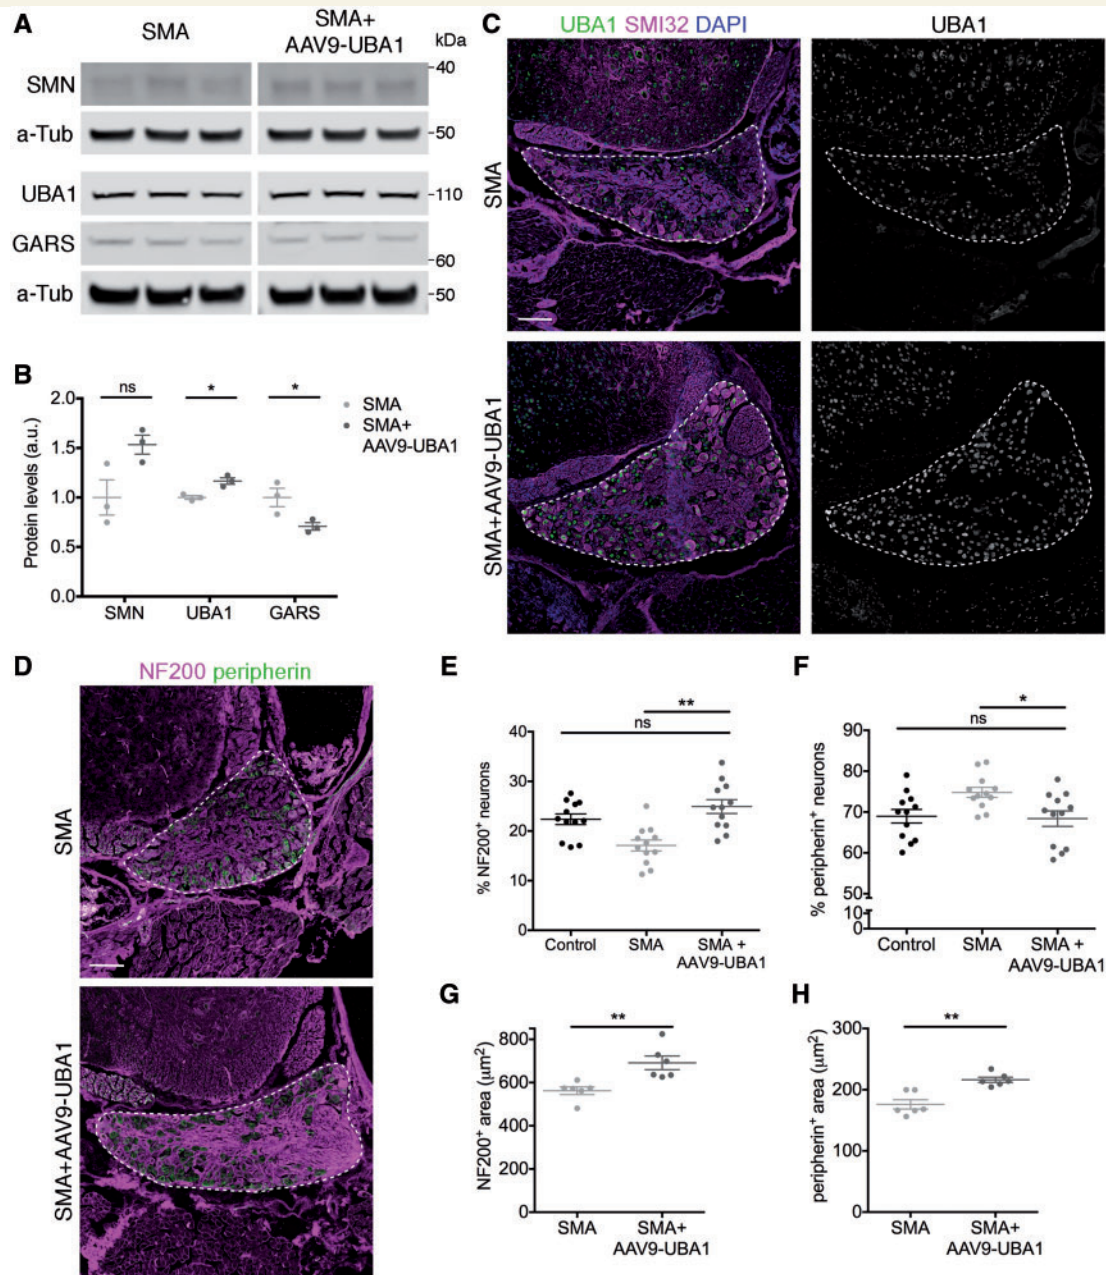 A
SMA
SMA+
AAV9-UBA1
kDa
SMN
40
a-Tub
50
UBA1
110
GARS
60
a-Tub
50
B
ns
*
*
2.0
1.5
1.0
0.5
0.0
Protein levels (a.u.)
SMN
UBA1
GARS
SMA
SMA+
AAV9-UBA1
C
UBA1 SMI32 DAPI
UBA1
SMA
SMA+AAV9-UBA1
D
NF200 peripherin
SMA
SMA+AAV9-UBA1
E
**
ns
40
30
20
10
0
% NF200⁺ neurons
Control
SMA
SMA +
AAV9-UBA1
F
*
ns
90
80
70
60
50
10
0
% peripherin⁺ neurons
Control
SMA
SMA +
AAV9-UBA1
G
**
800
600
400
200
0
NF200⁺ area (μm²)
SMA
SMA+
AAV9-UBA1
H
**
300
200
100
0
peripherin⁺ area (μm²)
SMA
SMA+
AAV9-UBA1